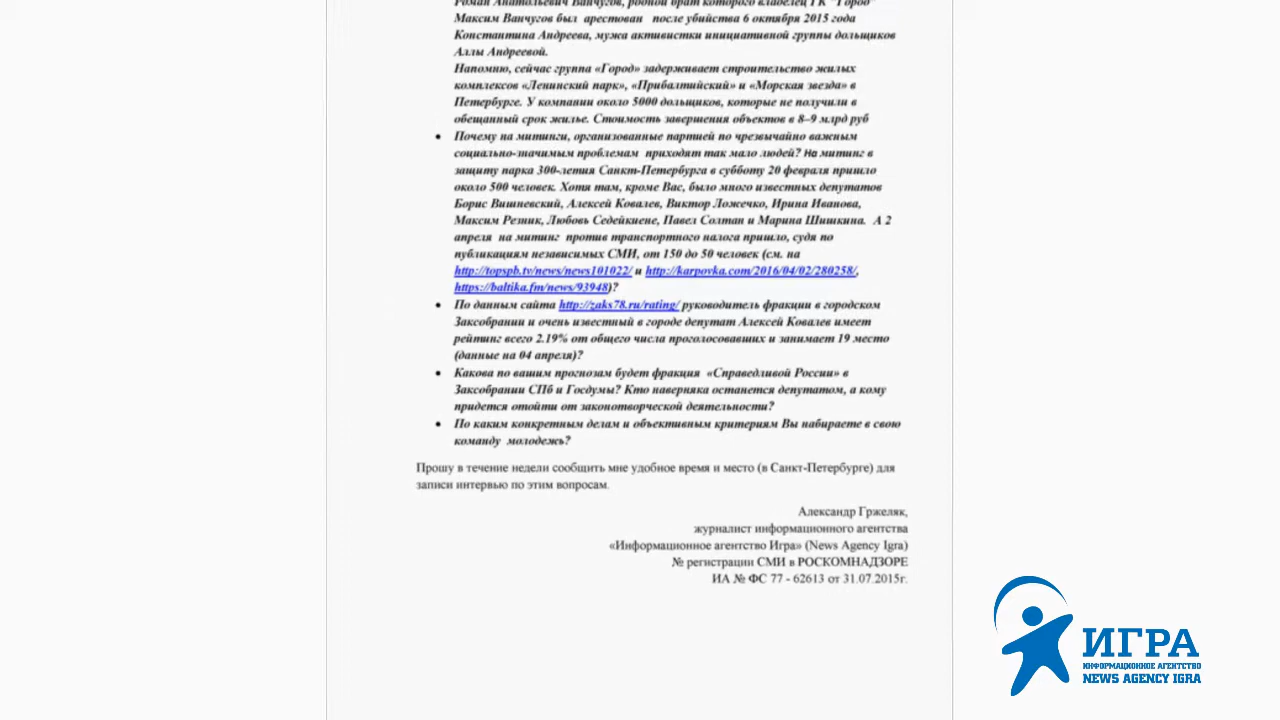 Роман Анатольевич Ванчугов, родной брат которого владелец ГК "Город"
Максим Ванчугов был арестован после убийства 6 октября 2015 года
Константина Андреева, мужа активистки инициативной группы дольщиков
Аллы Андреевой.
Напомню, сейчас группа «Город» задерживает строительство жилых
комплексов «Ленинский парк», «Прибалтийский» и «Морская звезда» в
Петербурге. У компании около 5000 дольщиков, которые не получили в
обещанный срок жилье. Стоимость завершения объектов в 8–9 млрд руб
• Почему на митинги, организованные партией по чрезвычайно важным
социально-значимым проблемам приходят так мало людей? На митинг в
защиту парка 300-летия Санкт-Петербурга в субботу 20 февраля пришло
около 500 человек. Хотя там, кроме Вас, было много известных депутатов
Борис Вишневский, Алексей Ковалев, Виктор Ложечко, Ирина Иванова,
Максим Резник, Любовь Седейкиене, Павел Солтан и Марина Шишкина. А 2
апреля на митинг против транспортного налога пришло, судя по
публикациям независимых СМИ, от 150 до 50 человек (см. на
http://topspb.tv/news/news101022/ и http://karpovka.com/2016/04/02/280258/,
https://baltika.fm/news/93948)?
• По данным сайта http://zaks78.ru/rating/ руководитель фракции в городском
Заксобрании и очень известный в городе депутат Алексей Ковалев имеет
рейтинг всего 2.19% от общего числа проголосовавших и занимает 19 место
(данные на 04 апреля)?
• Какова по вашим прогнозам будет фракция «Справедливой России» в
Заксобрании СПб и Госдумы? Кто наверняка останется депутатом, а кому
придется отойти от законотворческой деятельности?
• По каким конкретным делам и объективным критериям Вы набираете в свою
команду молодежь?
Прошу в течение недели сообщить мне удобное время и место (в Санкт-Петербурге) для
записи интервью по этим вопросам.
Александр Гржеляк,
журналист информационного агентства
«Информационное агентство Игра» (News Agency Igra)
№ регистрации СМИ в РОСКОМНАДЗОРЕ
ИА № ФС 77 - 62613 от 31.07.2015г.
ИГРА
ИНФОРМАЦИОННОЕ АГЕНТСТВО
NEWS AGENCY IGRA